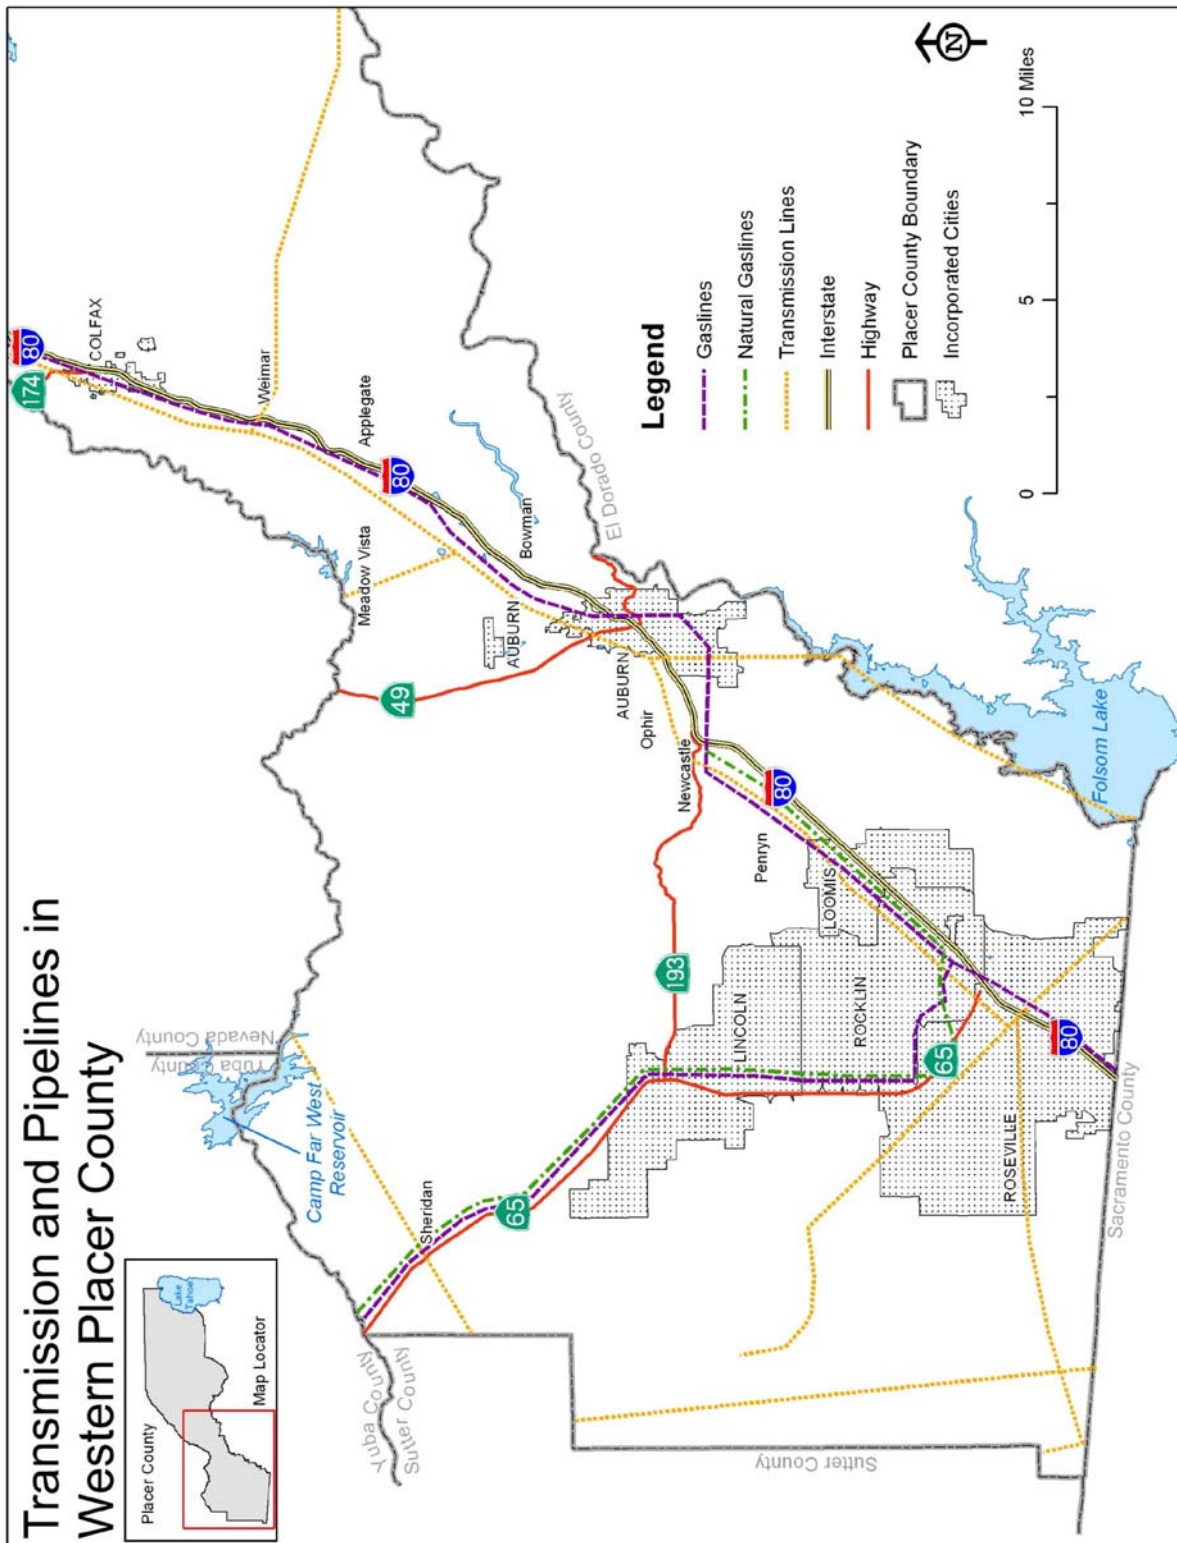 Transmission and Pipelines in
Western Placer County
Placer County
Lake
Tahoe
Map Locator
Yuba County
Sutter County
Camp Far West
Reservoir
Yuba County
Nevada County
174
80
COLFAX
Weimar
Applegate
80
Meadow Vista
Bowman
AUBURN
49
AUBURN
Ophir
Newcastle
El Dorado County
Sheridan
65
193
LINCOLN
Penryn
80
LOOMIS
ROCKLIN
65
ROSEVILLE
80
Folsom Lake
Sutter County
Sacramento County
Legend
Gaslines
Natural Gaslines
Transmission Lines
Interstate
Highway
Placer County Boundary
Incorporated Cities
0 5 10 Miles
N